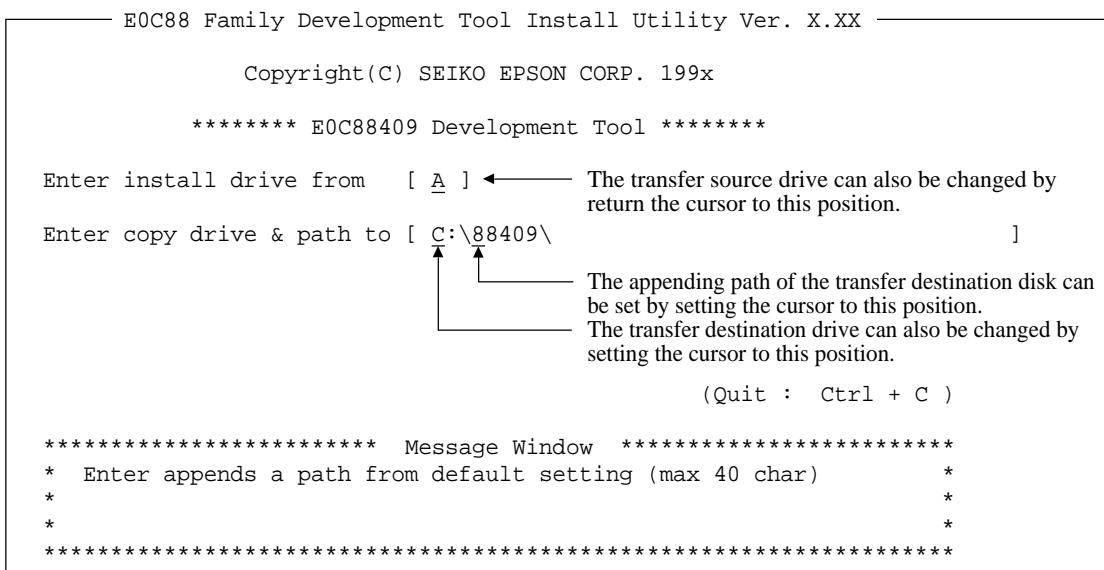 E0C88 Family Development Tool Install Utility Ver. X.XX
Copyright(C) SEIKO EPSON CORP. 199x
******** E0C88409 Development Tool ********
Enter install drive from [ A ]
The transfer source drive can also be changed by
return the cursor to this position.
Enter copy drive & path to [ C:\88409\ ]
The appending path of the transfer destination disk can
be set by setting the cursor to this position.
The transfer destination drive can also be changed by
setting the cursor to this position.
(Quit : Ctrl + C )
************************* Message Window *************************
* Enter appends a path from default setting (max 40 char) *
* *
* *
********************************************************************